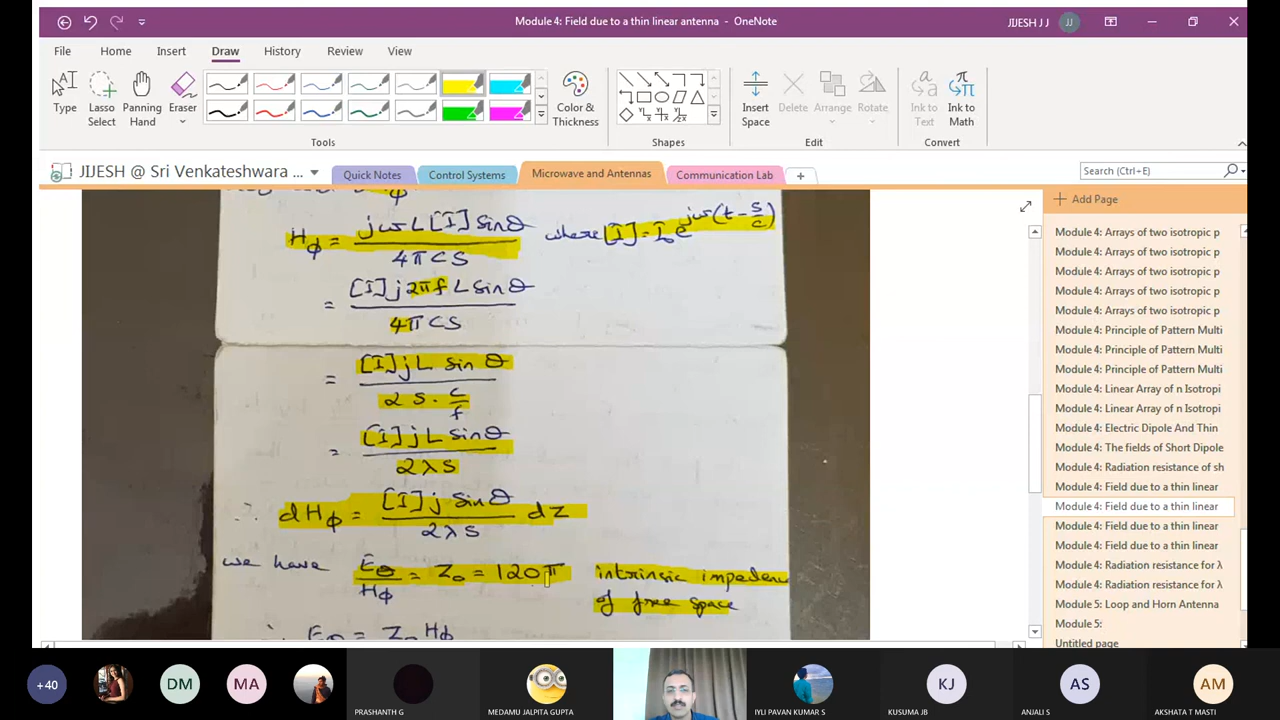 Module 4: Field due to a thin linear antenna - OneNote
JIJESH J J
JJ
File Home Insert Draw History Review View
Type
Lasso Select
Panning Hand
Eraser
Color & Thickness
Insert Space
Delete
Arrange
Rotate
Ink to Text
Ink to Math
Tools
Shapes
Edit
Convert
JIJESH @ Sri Venkateshwara ...
Quick Notes
Control Systems
Microwave and Antennas
Communication Lab
Search (Ctrl+E)
Hφ = jωL[I]Sinθ / 4πcs where [I] = I₀e^jω(t - s/c)
= [I]j2πf L Sinθ / 4πcs
= [I]jL Sinθ / 2s · c/f
= [I]jL Sinθ / 2λs
∴ dHφ = [I]j Sinθ / 2λs dz
we have Eθ/Hφ = Z₀ = 120π intrinsic impedenc
of free space
∴ Eθ = Z₀ Hφ
Add Page
Module 4: Arrays of two isotropic p
Module 4: Arrays of two isotropic p
Module 4: Arrays of two isotropic p
Module 4: Arrays of two isotropic p
Module 4: Arrays of two isotropic p
Module 4: Principle of Pattern Multi
Module 4: Principle of Pattern Multi
Module 4: Principle of Pattern Multi
Module 4: Linear Array of n Isotropi
Module 4: Linear Array of n Isotropi
Module 4: Electric Dipole And Thin
Module 4: The fields of Short Dipole
Module 4: Radiation resistance of sh
Module 4: Field due to a thin linear
Module 4: Field due to a thin linear
Module 4: Field due to a thin linear
Module 4: Field due to a thin linear
Module 4: Radiation resistance for λ
Module 4: Radiation resistance for λ
Module 5: Loop and Horn Antenna
Module 5:
Untitled page
+40
DM
MA
PRASHANTH G
MEDAMU JALPITA GUPTA
IYLI PAVAN KUMAR S
KJ
KUSUMA JB
AS
ANJALI S
AM
AKSHATA T MASTI